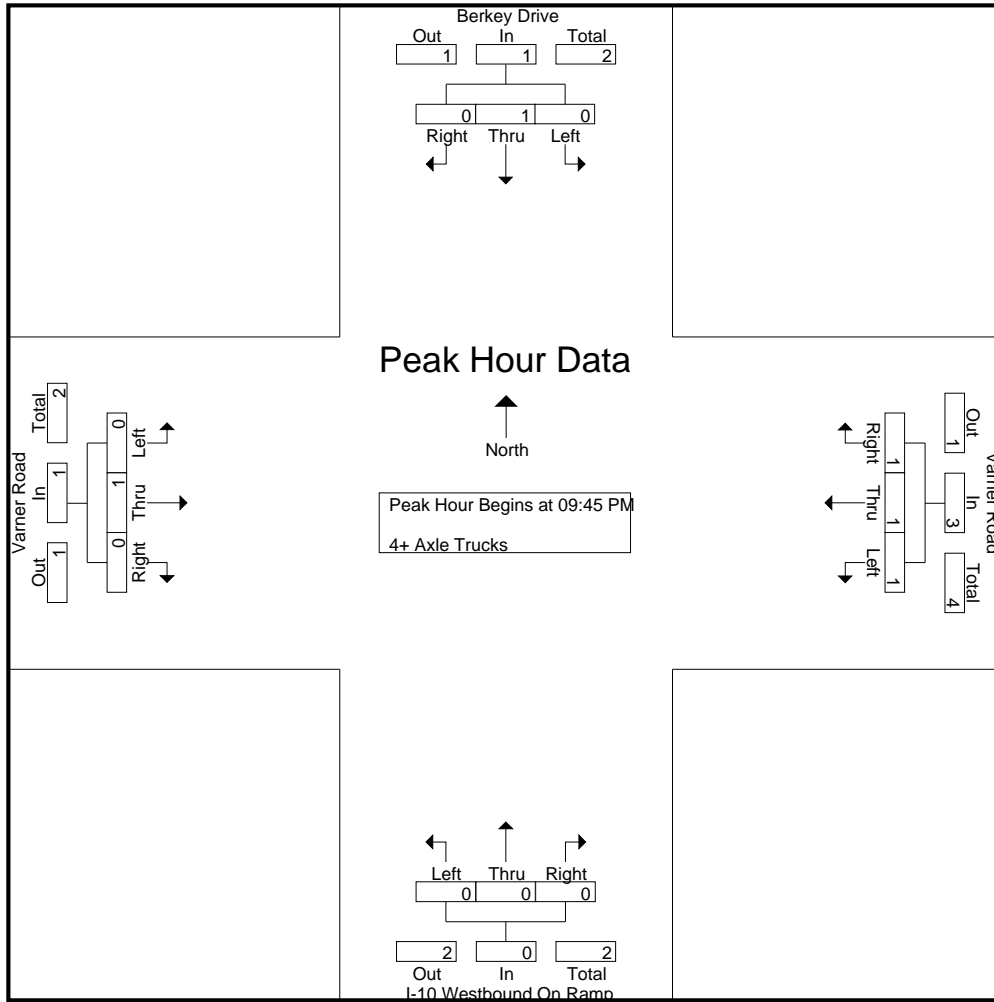 Berkey Drive
Out In Total
1 1 2
0 1 0
Right Thru Left
Peak Hour Data
North
Peak Hour Begins at 09:45 PM
4+ Axle Trucks
Varner Road
Out In Total
1 1 2
Left Thru Right
0 1 0
Varner Road
Out In Total
1 3 4
Right Thru Left
1 1 1
Left Thru Right
0 0 0
2 0 2
Out In Total
I-10 Westbound On Ramp